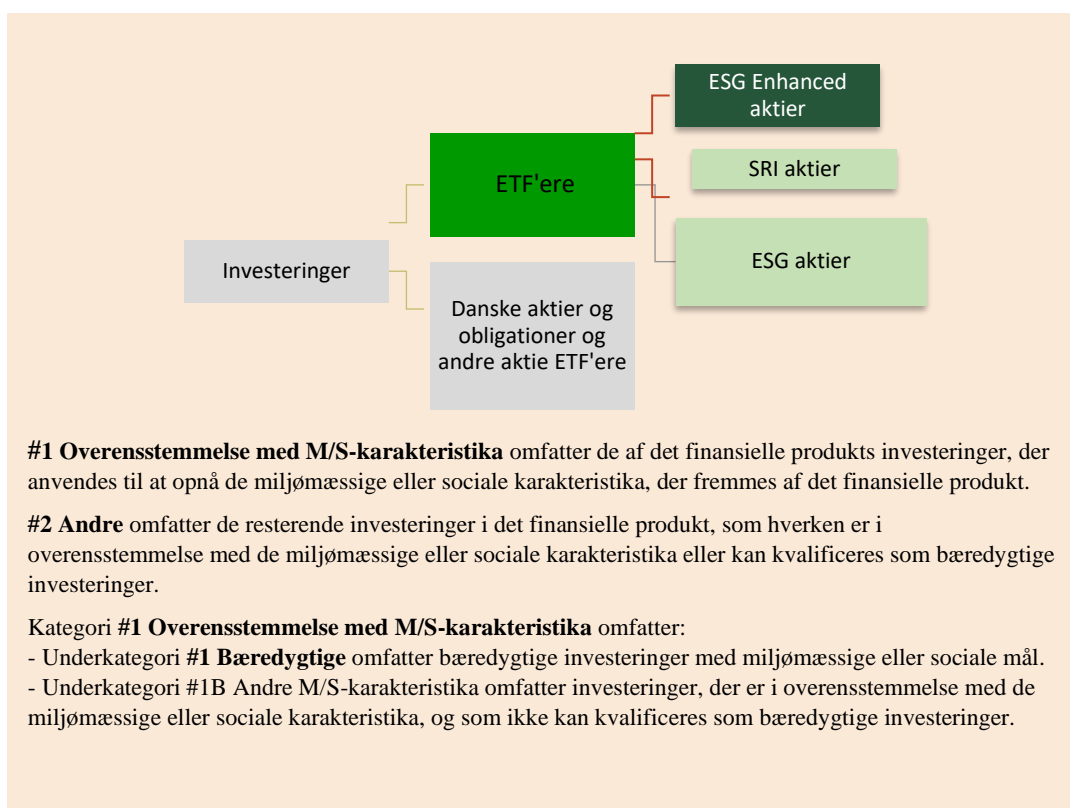 ESG Enhanced
aktier
ETF'ere
SRI aktier
ESG aktier
Investeringer
Danske aktier og
obligationer og
andre aktie ETF'ere
#1 Overensstemmelse med M/S-karakteristika omfatter de af det finansielle produkts investeringer, der
anvendes til at opnå de miljømæssige eller sociale karakteristika, der fremmes af det finansielle produkt.
#2 Andre omfatter de resterende investeringer i det finansielle produkt, som hverken er i
overensstemmelse med de miljømæssige eller sociale karakteristika eller kan kvalificeres som bæredygtige
investeringer.
Kategori #1 Overensstemmelse med M/S-karakteristika omfatter:
- Underkategori #1 Bæredygtige omfatter bæredygtige investeringer med miljømæssige eller sociale mål.
- Underkategori #1B Andre M/S-karakteristika omfatter investeringer, der er i overensstemmelse med de
miljømæssige eller sociale karakteristika, og som ikke kan kvalificeres som bæredygtige investeringer.